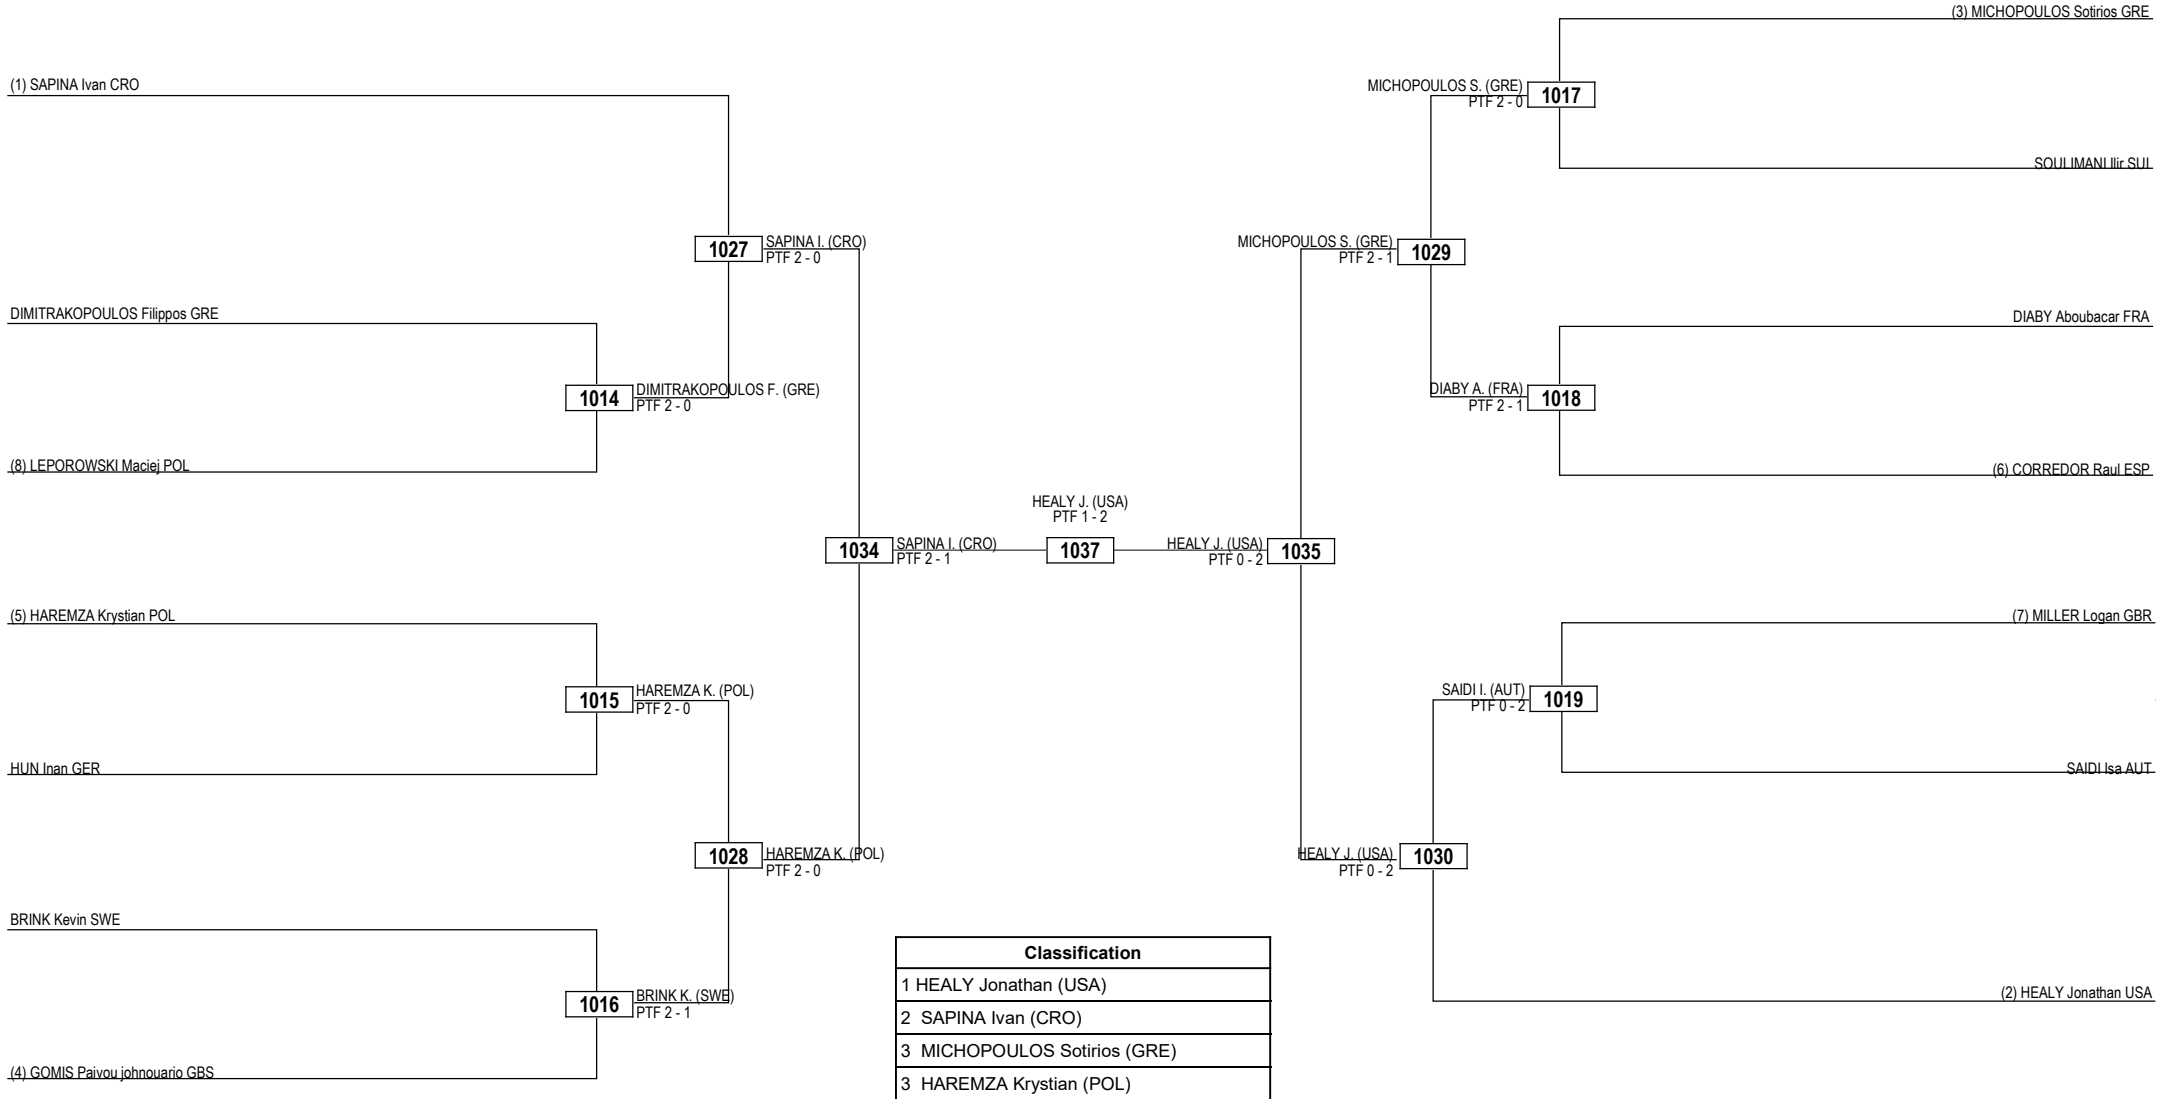 (3) MICHOPOULOS Sotirios GRE
(1) SAPINA Ivan CRO
MICHOPOULOS S. (GRE)
PTF 2 - 0
1017
SOULIMANI Ilir SUI
1027
SAPINA I. (CRO)
PTF 2 - 0
MICHOPOULOS S. (GRE)
PTF 2 - 1
1029
DIMITRAKOPOULOS Filippos GRE
DIABY Aboubacar FRA
1014
DIMITRAKOPOULOS F. (GRE)
PTF 2 - 0
DIABY A. (FRA)
PTF 2 - 1
1018
(8) LEPOROWSKI Maciej POL
(6) CORREDOR Raul ESP
HEALY J. (USA)
PTF 1 - 2
1034
SAPINA I. (CRO)
PTF 2 - 1
1037
HEALY J. (USA)
PTF 0 - 2
1035
(5) HAREMZA Krystian POL
(7) MILLER Logan GBR
1015
HAREMZA K. (POL)
PTF 2 - 0
SAIDI I. (AUT)
PTF 0 - 2
1019
HUN Inan GER
SAIDI Isa AUT
1028
HAREMZA K. (POL)
PTF 2 - 0
HEALY J. (USA)
PTF 0 - 2
1030
BRINK Kevin SWE
1016
BRINK K. (SWE)
PTF 2 - 1
(2) HEALY Jonathan USA
(4) GOMIS Paivou johnouario GBS
Classification
1 HEALY Jonathan (USA)
2 SAPINA Ivan (CRO)
3 MICHOPOULOS Sotirios (GRE)
3 HAREMZA Krystian (POL)